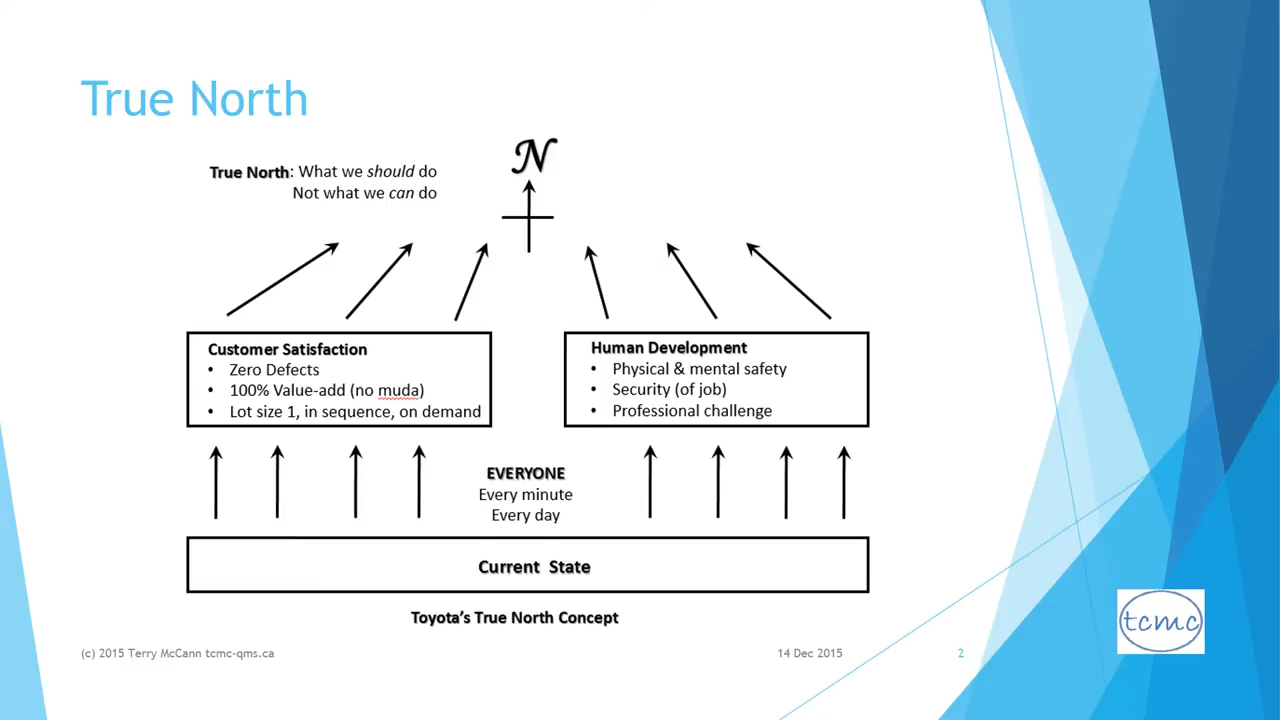 True North
N
True North: What we should do
Not what we can do
Customer Satisfaction
• Zero Defects
• 100% Value-add (no muda)
• Lot size 1, in sequence, on demand
Human Development
• Physical & mental safety
• Security (of job)
• Professional challenge
EVERYONE
Every minute
Every day
Current State
Toyota's True North Concept
(c) 2015 Terry McCann tcmc-qms.ca
14 Dec 2015
2
tcmc